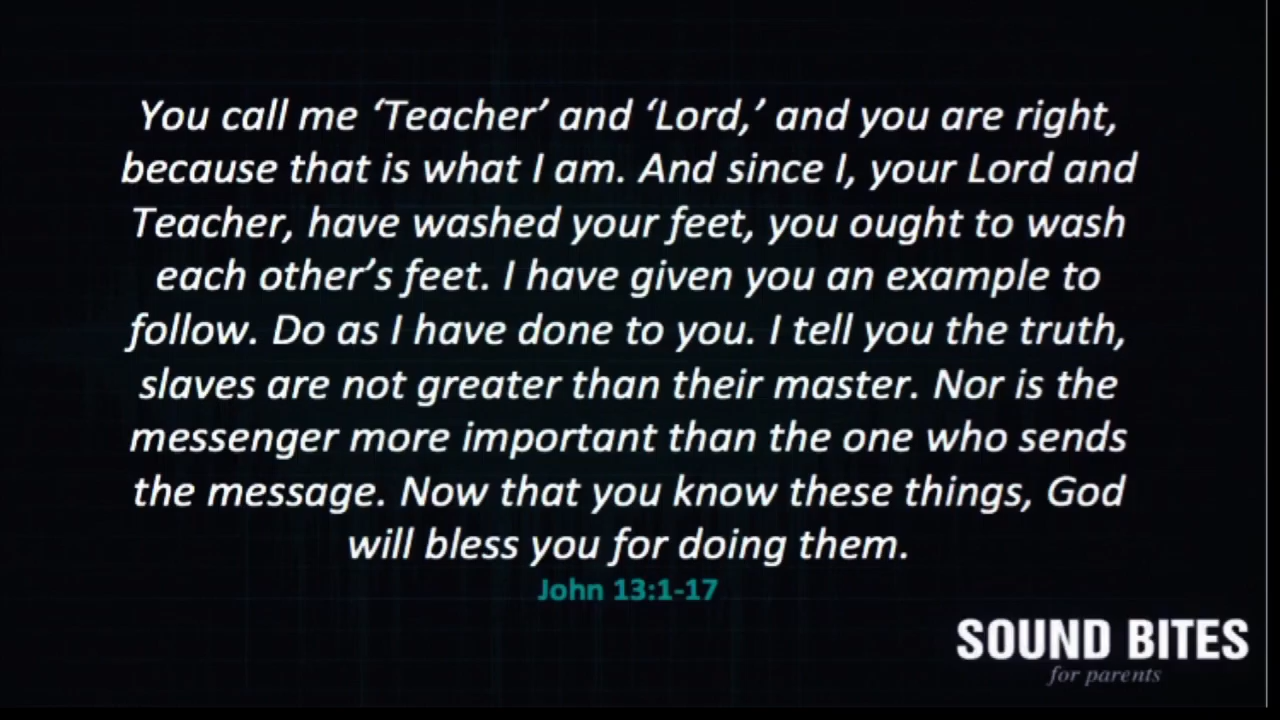 You call me ‘Teacher’ and ‘Lord,’ and you are right,
because that is what I am. And since I, your Lord and
Teacher, have washed your feet, you ought to wash
each other’s feet. I have given you an example to
follow. Do as I have done to you. I tell you the truth,
slaves are not greater than their master. Nor is the
messenger more important than the one who sends
the message. Now that you know these things, God
will bless you for doing them.
John 13:1-17
SOUND BITES
for parents